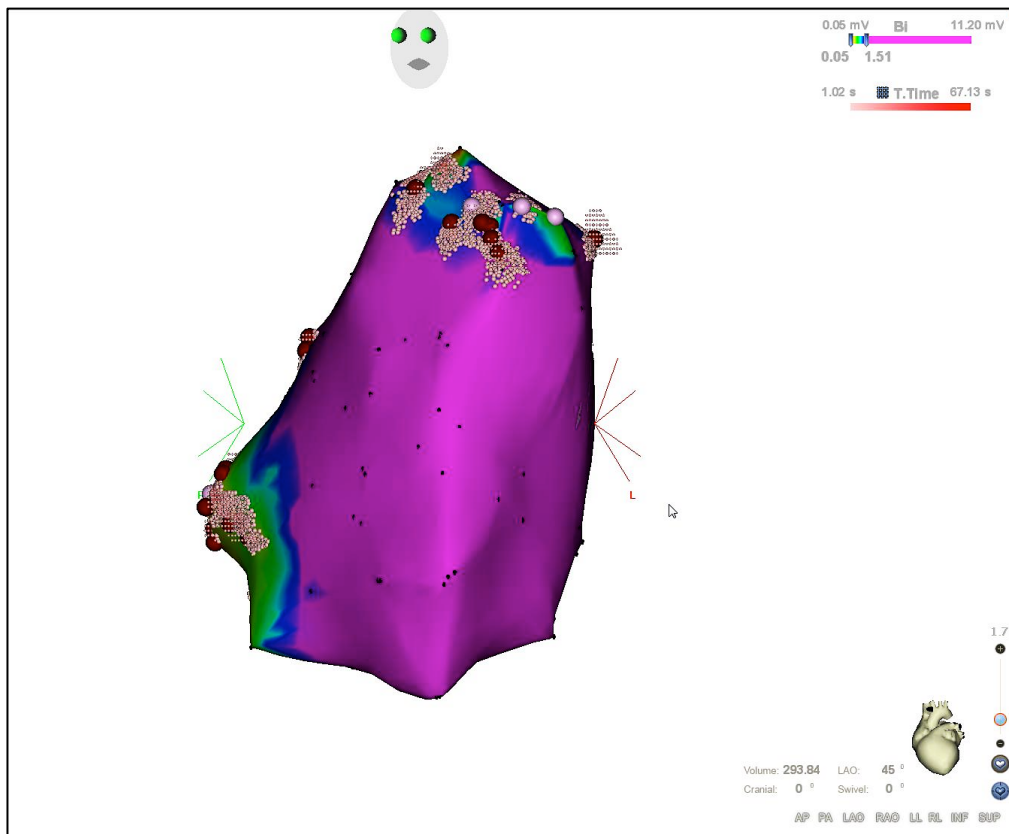 0.05 mV Bi 11.20 mV
0.05 1.51
1.02 s T.Time 67.13 s
R
L
1.7
Volume: 293.84 LAO: 45 °
Cranial: 0 ° Swivel: 0 °
AP PA LAO RAO LL RL INF SUP